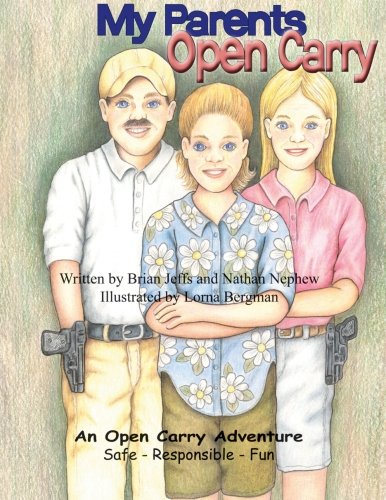 My Parents
Open Carry
Written by Brian Jeffs and Nathan Nephew
Illustrated by Lorna Bergman
An Open Carry Adventure
Safe - Responsible - Fun